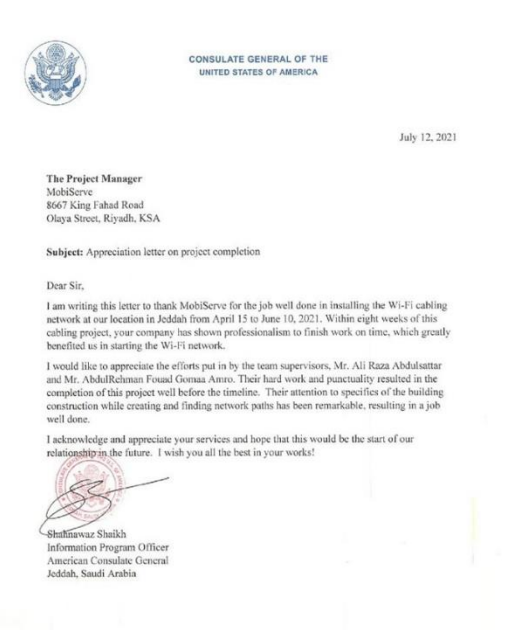 CONSULATE GENERAL OF THE
UNITED STATES OF AMERICA
July 12, 2021
The Project Manager
MobiServe
8667 King Fahad Road
Olaya Street, Riyadh, KSA
Subject: Appreciation letter on project completion
Dear Sir,
I am writing this letter to thank MobiServe for the job well done in installing the Wi-Fi cabling
network at our location in Jeddah from April 15 to June 10, 2021. Within eight weeks of this
cabling project, your company has shown professionalism to finish work on time, which greatly
benefited us in starting the Wi-Fi network.
I would like to appreciate the efforts put in by the team supervisors, Mr. Ali Raza Abdulsattar
and Mr. AbdulRehman Fouad Gomaa Amro. Their hard work and punctuality resulted in the
completion of this project well before the timeline. Their attention to specifics of the building
construction while creating and finding network paths has been remarkable, resulting in a job
well done.
I acknowledge and appreciate your services and hope that this would be the start of our
relationship in the future. I wish you all the best in your works!
Shahnawaz Shaikh
Information Program Officer
American Consulate General
Jeddah, Saudi Arabia